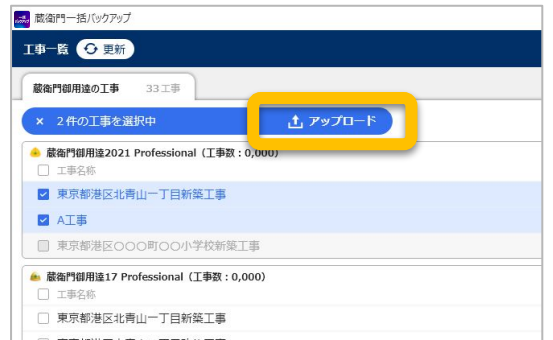 蔵衛門一括バックアップ
工事一覧 更新
蔵衛門御用達の工事 33工事
× 2件の工事を選択中 アップロード
蔵衛門御用達2021 Professional（工事数：0,000）
工事名称
東京都港区北青山一丁目新築工事
A工事
東京都港区○○○町○○小学校新築工事
蔵衛門御用達17 Professional（工事数：0,000）
工事名称
東京都港区北青山一丁目新築工事